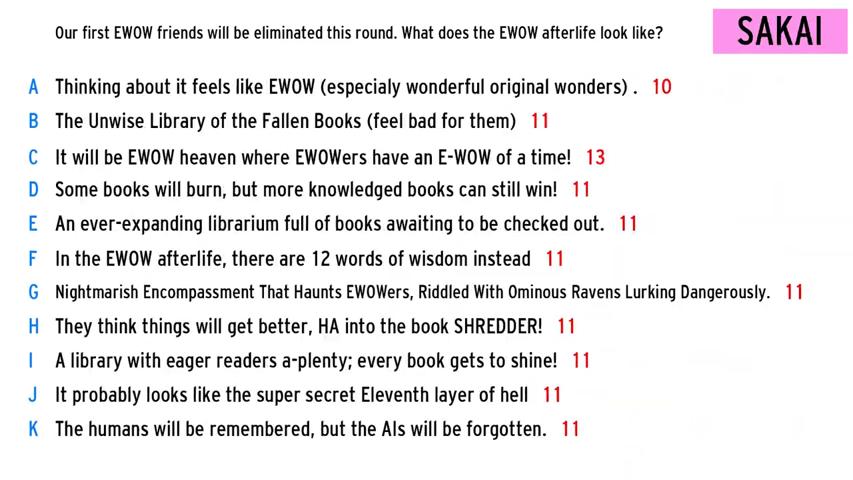 Our first EWOW friends will be eliminated this round. What does the EWOW afterlife look like?
SAKAI
A Thinking about it feels like EWOW (especialy wonderful original wonders) . 10
B The Unwise Library of the Fallen Books (feel bad for them) 11
C It will be EWOW heaven where EWOWers have an E-WOW of a time! 13
D Some books will burn, but more knowledged books can still win! 11
E An ever-expanding librarium full of books awaiting to be checked out. 11
F In the EWOW afterlife, there are 12 words of wisdom instead 11
G Nightmarish Encompassment That Haunts EWOWers, Riddled With Ominous Ravens Lurking Dangerously. 11
H They think things will get better, HA into the book SHREDDER! 11
I A library with eager readers a-plenty; every book gets to shine! 11
J It probably looks like the super secret Eleventh layer of hell 11
K The humans will be remembered, but the AIs will be forgotten. 11